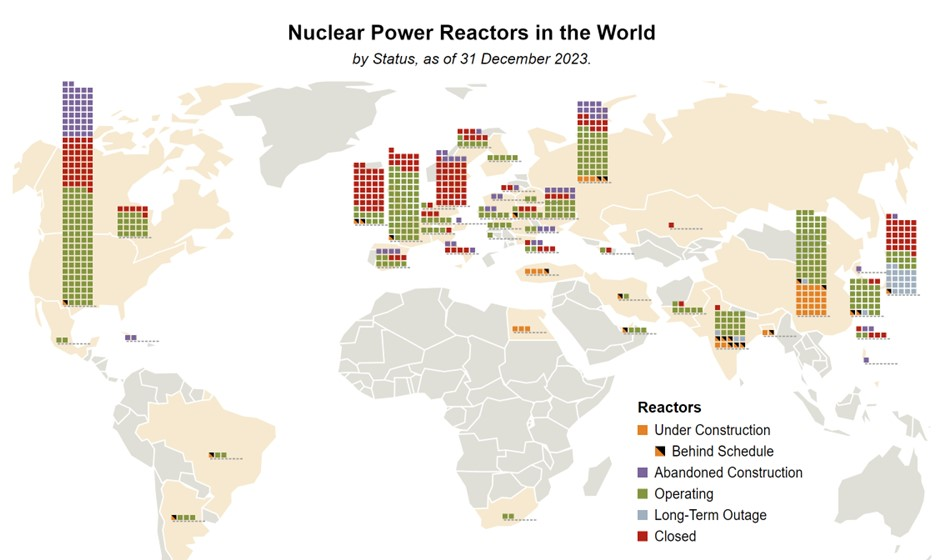 Nuclear Power Reactors in the World
by Status, as of 31 December 2023.
Reactors
Under Construction
Behind Schedule
Abandoned Construction
Operating
Long-Term Outage
Closed